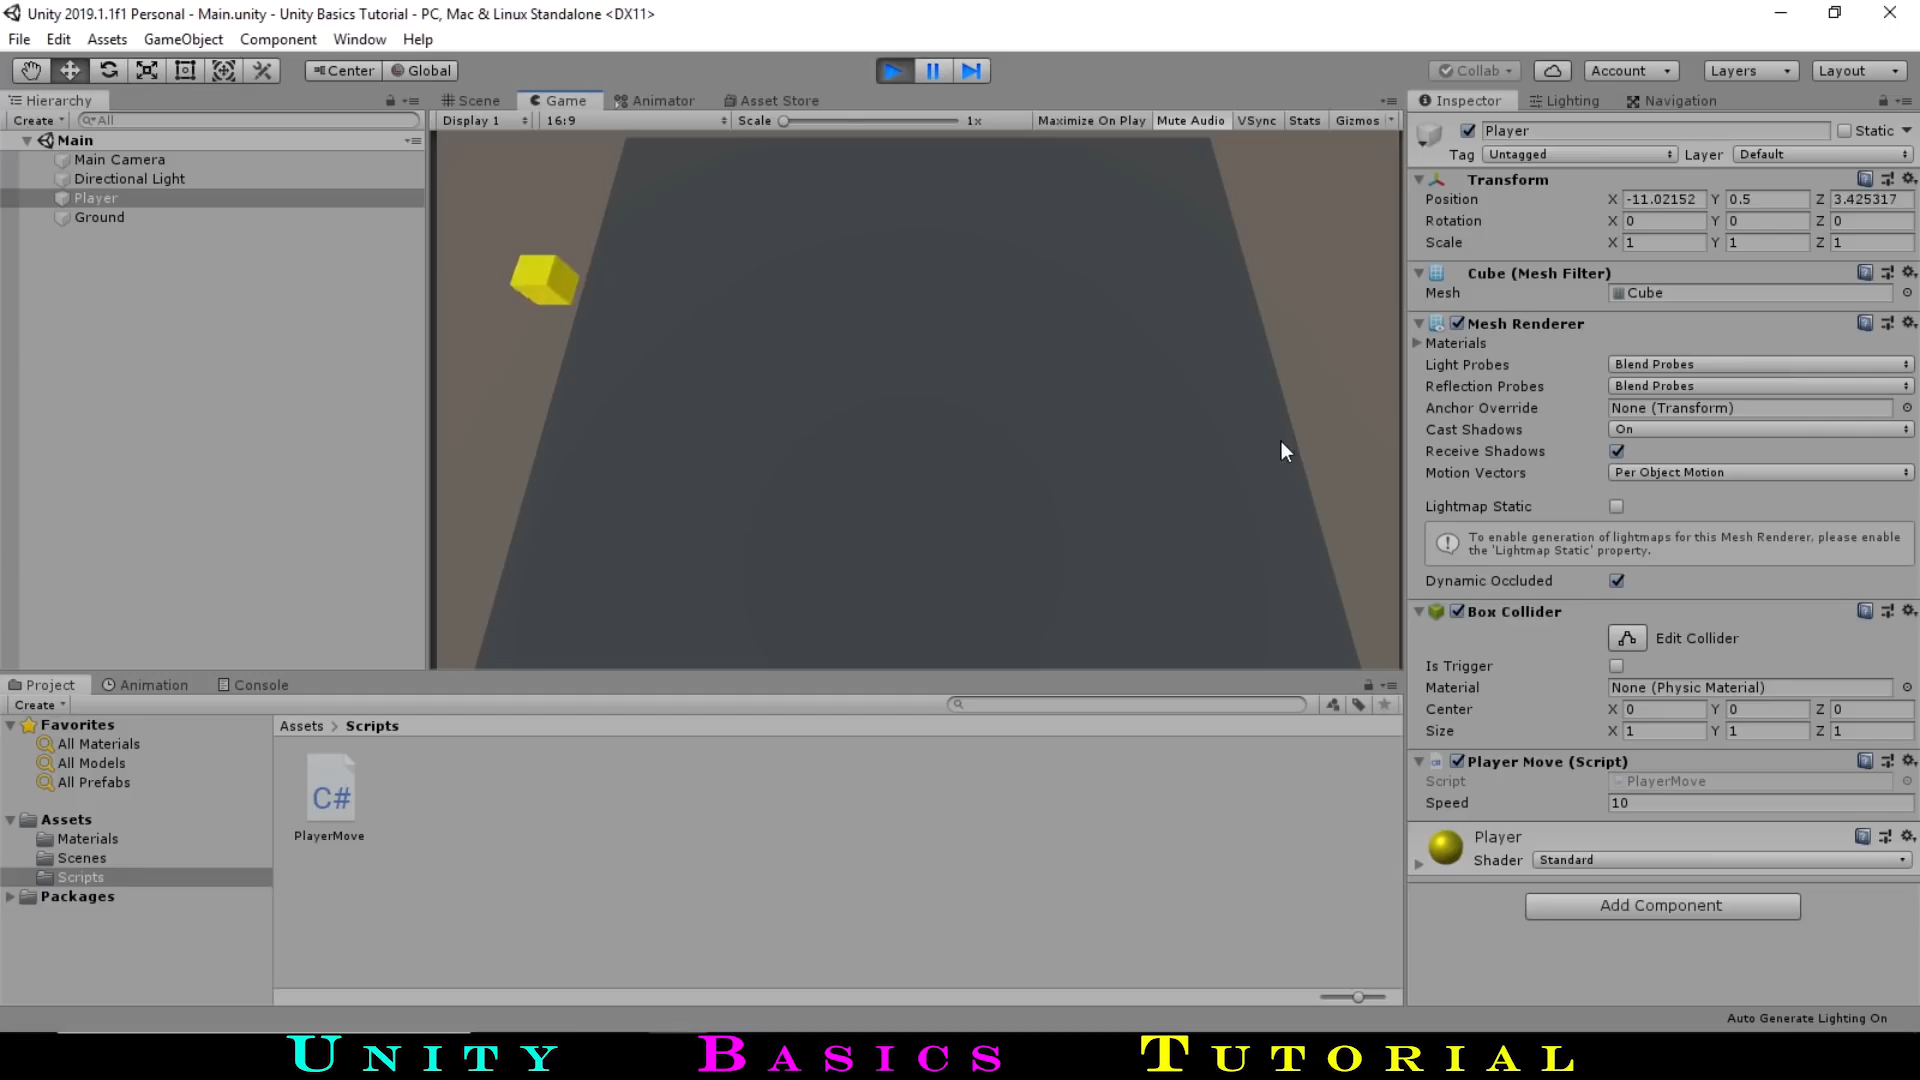 Unity 2019.1.1f1 Personal - Main.unity - Unity Basics Tutorial - PC, Mac & Linux Standalone <DX11>
File Edit Assets GameObject Component Window Help
Center Global Collab Account Layers Layout
Hierarchy Scene Game Animator Asset Store Inspector Lighting Navigation
Create All Display 1 16:9 Scale 1x Maximize On Play Mute Audio VSync Stats Gizmos
Main
Main Camera
Directional Light
Player
Ground
Player Static
Tag Untagged Layer Default
Transform
Position X -11.02152 Y 0.5 Z 3.425317
Rotation X 0 Y 0 Z 0
Scale X 1 Y 1 Z 1
Cube (Mesh Filter)
Mesh Cube
Mesh Renderer
Materials
Light Probes Blend Probes
Reflection Probes Blend Probes
Anchor Override None (Transform)
Cast Shadows On
Receive Shadows
Motion Vectors Per Object Motion
Lightmap Static
To enable generation of lightmaps for this Mesh Renderer, please enable
the 'Lightmap Static' property.
Dynamic Occluded
Box Collider
Edit Collider
Is Trigger
Material None (Physic Material)
Center X 0 Y 0 Z 0
Size X 1 Y 1 Z 1
Player Move (Script)
Script PlayerMove
Speed 10
Player
Shader Standard
Add Component
Project Animation Console
Create
Favorites
All Materials
All Models
All Prefabs
Assets
Materials
Scenes
Scripts
Packages
Assets > Scripts
C#
PlayerMove
Auto Generate Lighting On
Unity Basics Tutorial